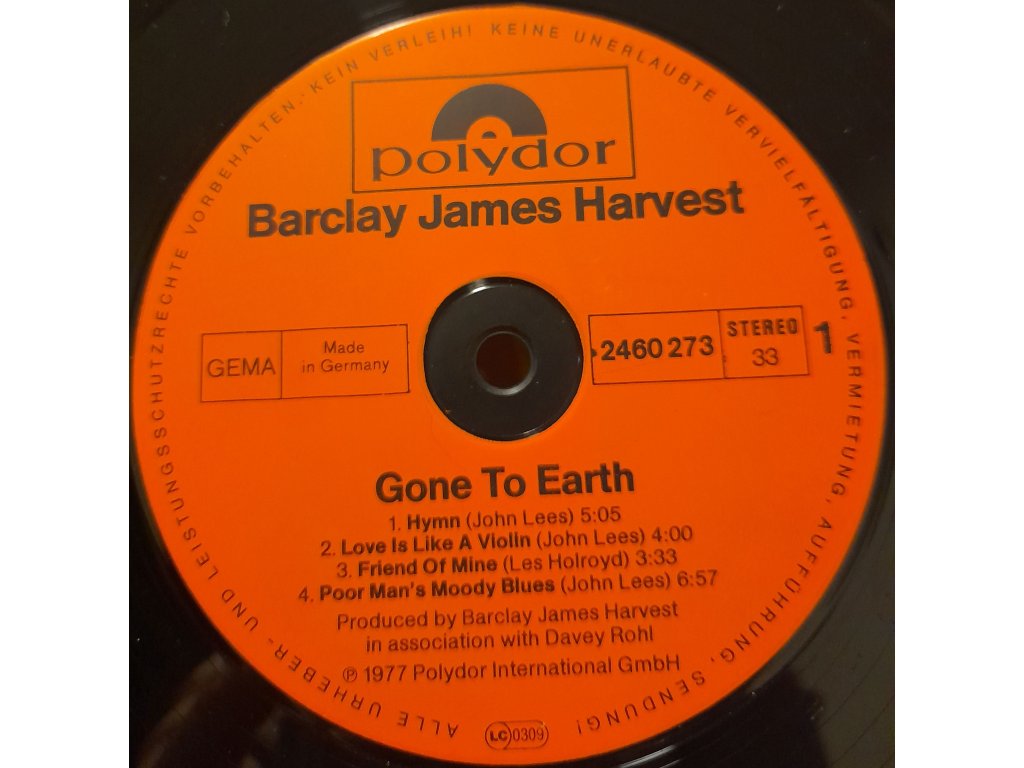 ALLE URHEBER- UND LEISTUNGSSCHUTZRECHTE VORBEHALTEN. KEIN VERLEIH! KEINE UNERLAUBTE VERVIELFÄLTIGUNG, VERMIETUNG, AUFFÜHRUNG, SENDUNG!
polydor
Barclay James Harvest
GEMA
Made
in Germany
2460 273
STEREO
33
1
Gone To Earth
1. Hymn (John Lees) 5:05
2. Love Is Like A Violin (John Lees) 4:00
3. Friend Of Mine (Les Holroyd) 3:33
4. Poor Man's Moody Blues (John Lees) 6:57
Produced by Barclay James Harvest
in association with Davey Rohl
℗ 1977 Polydor International GmbH
LC 0309